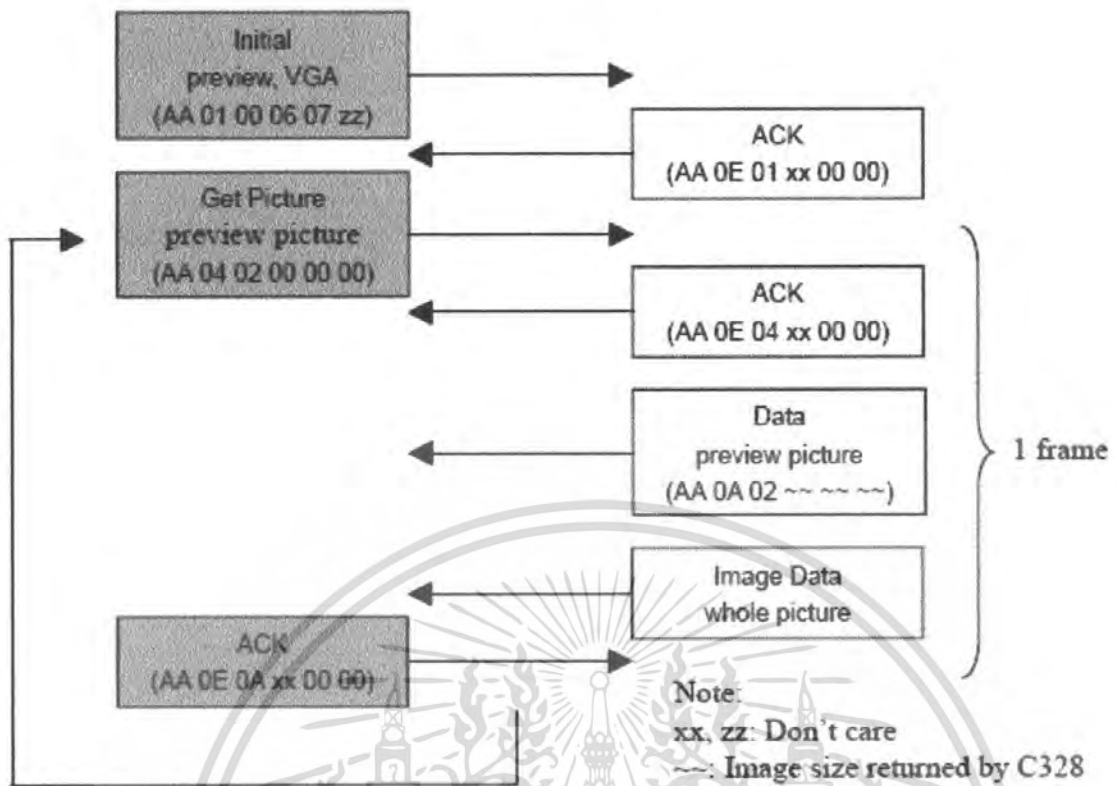 Initial
preview, VGA
(AA 01 00 06 07 zz)
ACK
(AA 0E 01 xx 00 00)
Get Picture
preview picture
(AA 04 02 00 00 00)
ACK
(AA 0E 04 xx 00 00)
Data
preview picture
(AA 0A 02 ~~ ~~ ~~)
1 frame
Image Data
whole picture
ACK
(AA 0E 0A xx 00 00)
Note:
xx, zz: Don't care
~~: Image size returned by C328